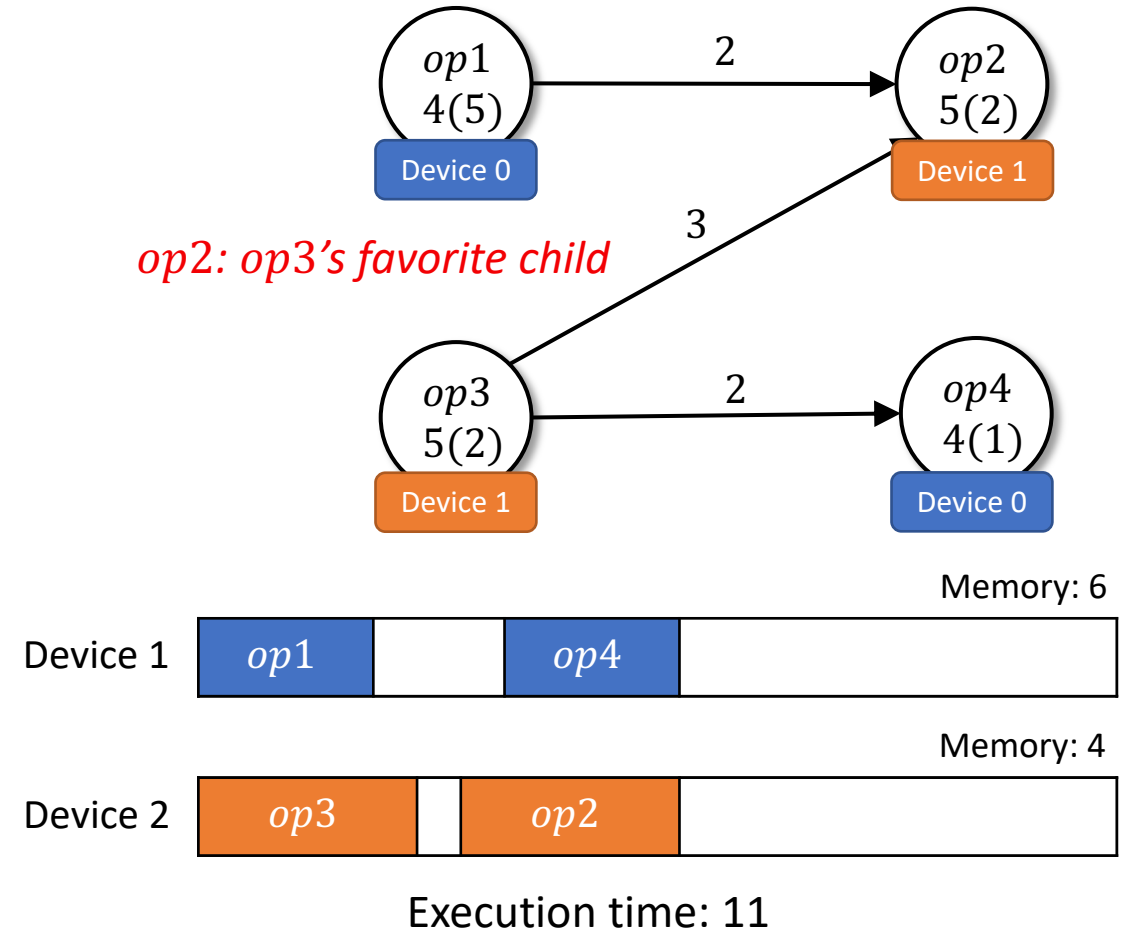 op1
4(5)
Device 0
2
op2
5(2)
Device 1
3
op2: op3’s favorite child
op3
5(2)
Device 1
2
op4
4(1)
Device 0
Memory: 6
Device 1
op1
op4
Memory: 4
Device 2
op3
op2
Execution time: 11